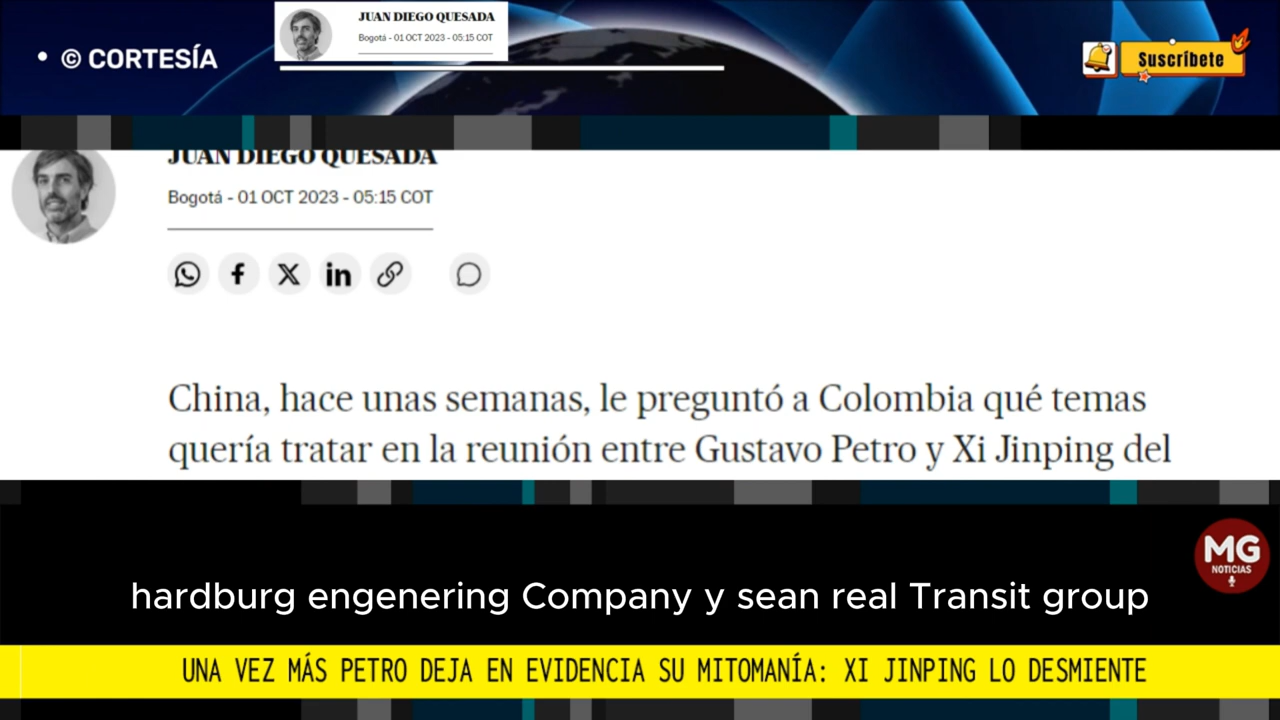 JUAN DIEGO QUESADA
Bogotá - 01 OCT 2023 - 05:15 COT
• © CORTESÍA
Suscríbete
JUAN DIEGO QUESADA
Bogotá - 01 OCT 2023 - 05:15 COT
China, hace unas semanas, le preguntó a Colombia qué temas
quería tratar en la reunión entre Gustavo Petro y Xi Jinping del
MG
NOTICIAS
hardburg engenering Company y sean real Transit group
UNA VEZ MÁS PETRO DEJA EN EVIDENCIA SU MITOMANÍA: XI JINPING LO DESMIENTE